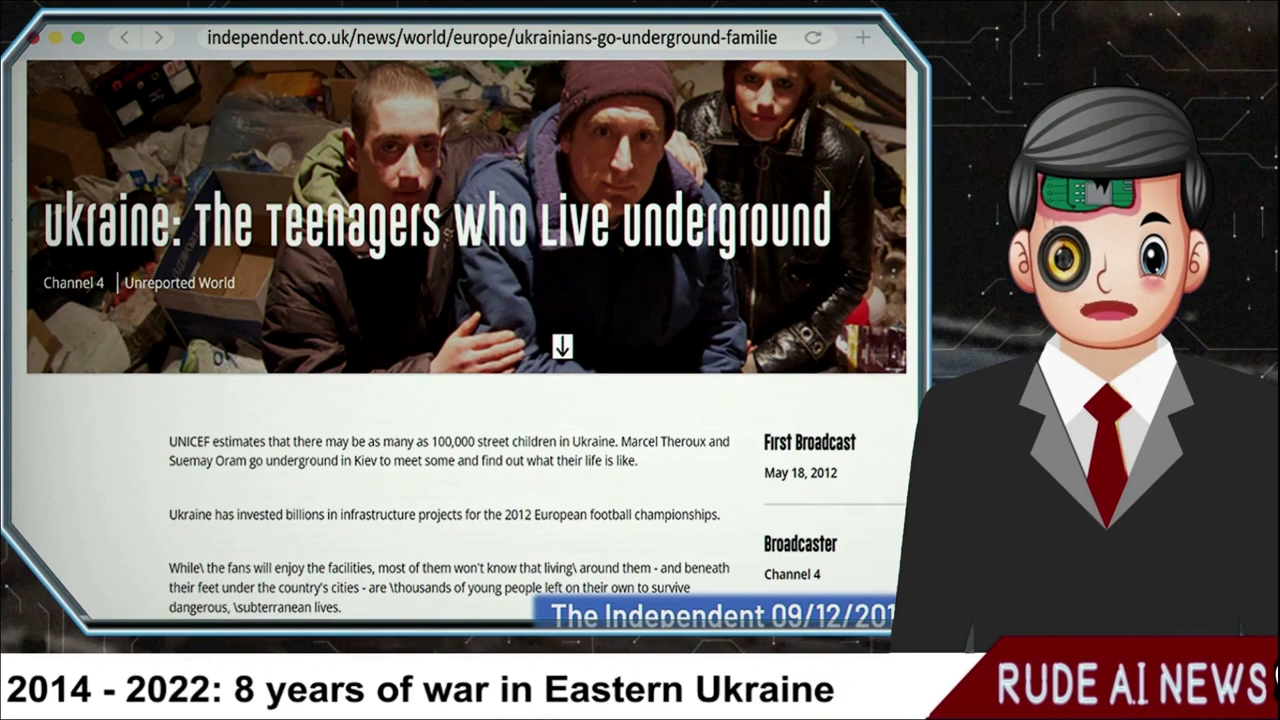 independent.co.uk/news/world/europe/ukrainians-go-underground-familie
Ukraine: The Teenagers Who Live Underground
Channel 4 | Unreported World
UNICEF estimates that there may be as many as 100,000 street children in Ukraine. Marcel Theroux and
Suemay Oram go underground in Kiev to meet some and find out what their life is like.
Ukraine has invested billions in infrastructure projects for the 2012 European football championships.
While\ the fans will enjoy the facilities, most of them won't know that living\ around them - and beneath
their feet under the country's cities - are \thousands of young people left on their own to survive
dangerous, \subterranean lives.
First Broadcast
May 18, 2012
Broadcaster
Channel 4
The Independent 09/12/201
2014 - 2022: 8 years of war in Eastern Ukraine
RUDE A.I NEWS